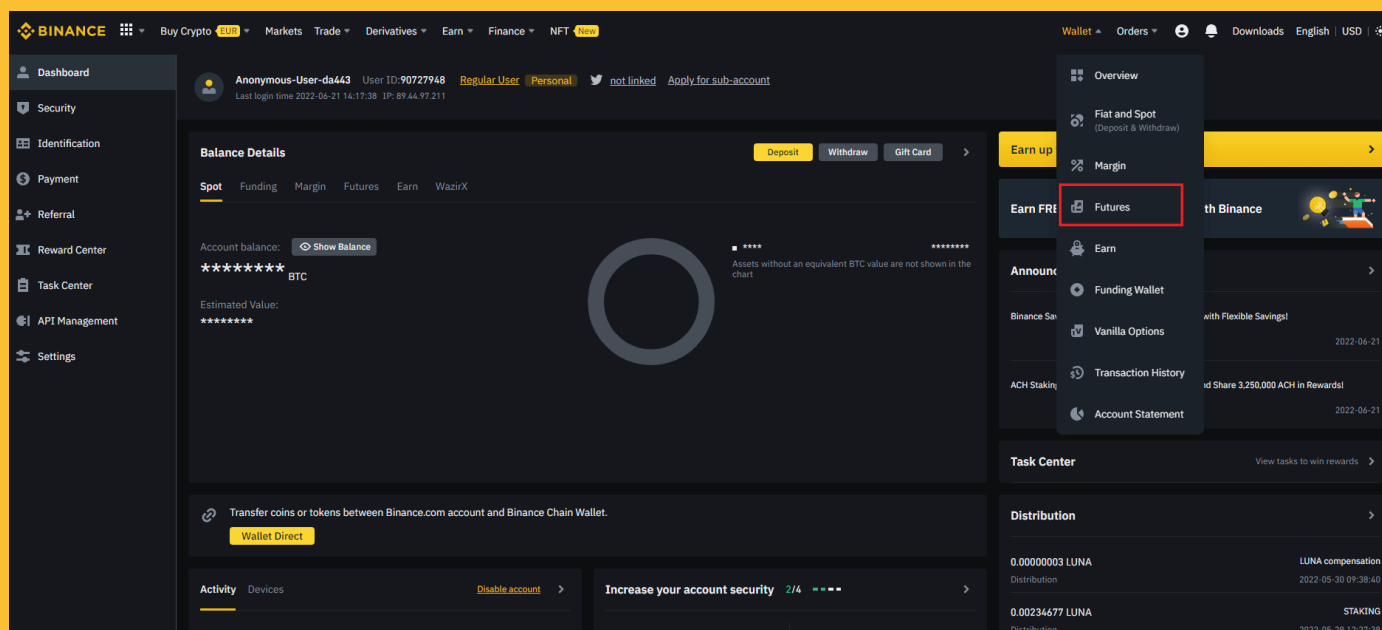 BINANCE Buy Crypto EUR Markets Trade Derivatives Earn Finance NFT New Wallet Orders Downloads English | USD |
Dashboard
Security
Identification
Payment
Referral
Reward Center
Task Center
API Management
Settings
Anonymous-User-da443 User ID:90727948 Regular User Personal not linked Apply for sub-account
Last login time 2022-06-21 14:17:38 IP: 89.44.97.211
Balance Details Deposit Withdraw Gift Card
Spot Funding Margin Futures Earn WazirX
Account balance: Show Balance
******** BTC
Estimated Value:
********
**** ********
Assets without an equivalent BTC value are not shown in the
chart
Transfer coins or tokens between Binance.com account and Binance Chain Wallet.
Wallet Direct
Activity Devices Disable account
Increase your account security 2/4
Overview
Fiat and Spot
(Deposit & Withdraw)
Margin
Futures
Earn
Funding Wallet
Vanilla Options
Transaction History
Account Statement
Earn up
Earn FRE th Binance
Announc
Binance Sav with Flexible Savings!
2022-06-21
ACH Staking nd Share 3,250,000 ACH in Rewards!
2022-06-21
Task Center View tasks to win rewards
Distribution
0.00000003 LUNA LUNA compensation
Distribution 2022-05-30 09:38:40
0.00234677 LUNA STAKING